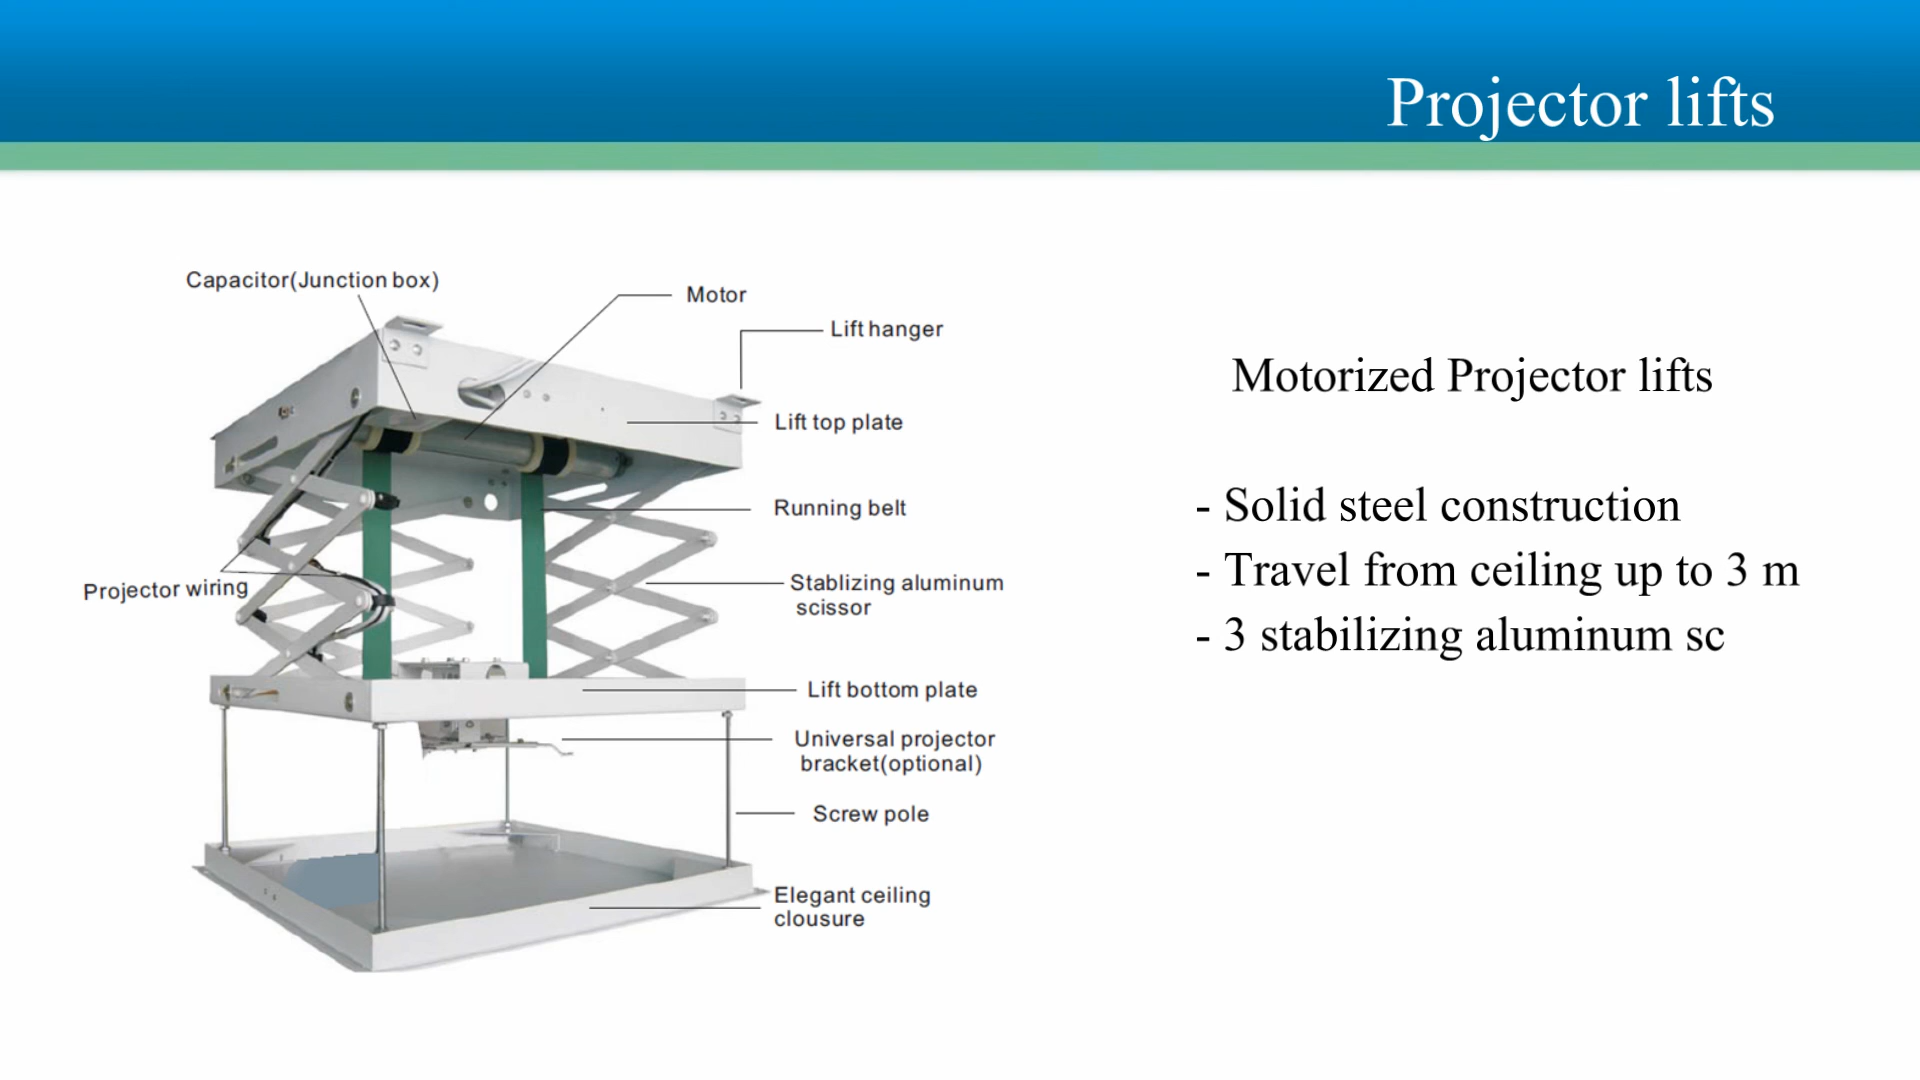 Projector lifts
Capacitor(Junction box)
Motor
Lift hanger
Lift top plate
Running belt
Projector wiring
Stablizing aluminum
scissor
Lift bottom plate
Universal projector
bracket(optional)
Screw pole
Elegant ceiling
clousure
Motorized Projector lifts
- Solid steel construction
- Travel from ceiling up to 3 m
- 3 stabilizing aluminum sc